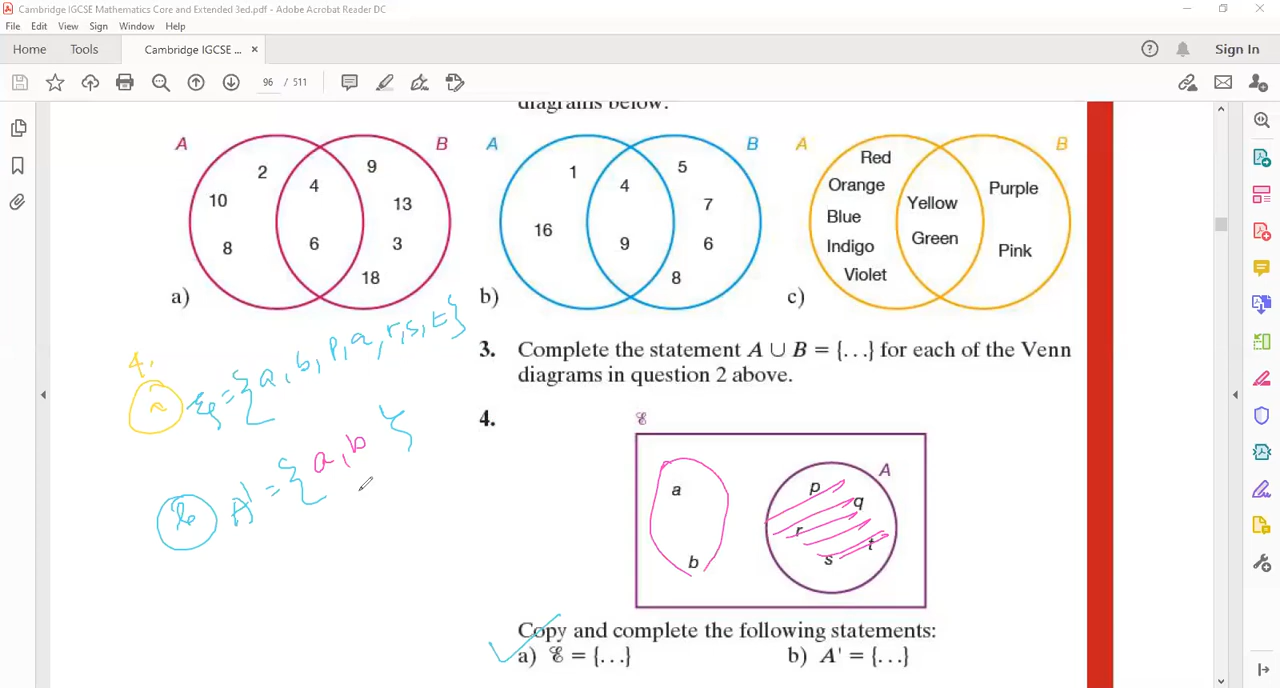 Cambridge IGCSE Mathematics Core and Extended 3ed.pdf - Adobe Acrobat Reader DC
File Edit View Sign Window Help
Home Tools Cambridge IGCSE ... × Sign In
96 / 511
diagrams below.
A B A B A B
2 4 9 10 13 6 8 3 18
1 4 5 7 16 9 6 8
Red
Orange
Blue
Indigo
Violet
Yellow
Green
Purple
Pink
a) b) c)
3. Complete the statement A ∪ B = {...} for each of the Venn
diagrams in question 2 above.
4.
a ξ = {a, b, p, q, r, s, t}
b A' = {a, b }
4.
ℰ
A
a
b
p
q
r
t
s
Copy and complete the following statements:
a) ℰ = {...} b) A' = {...}